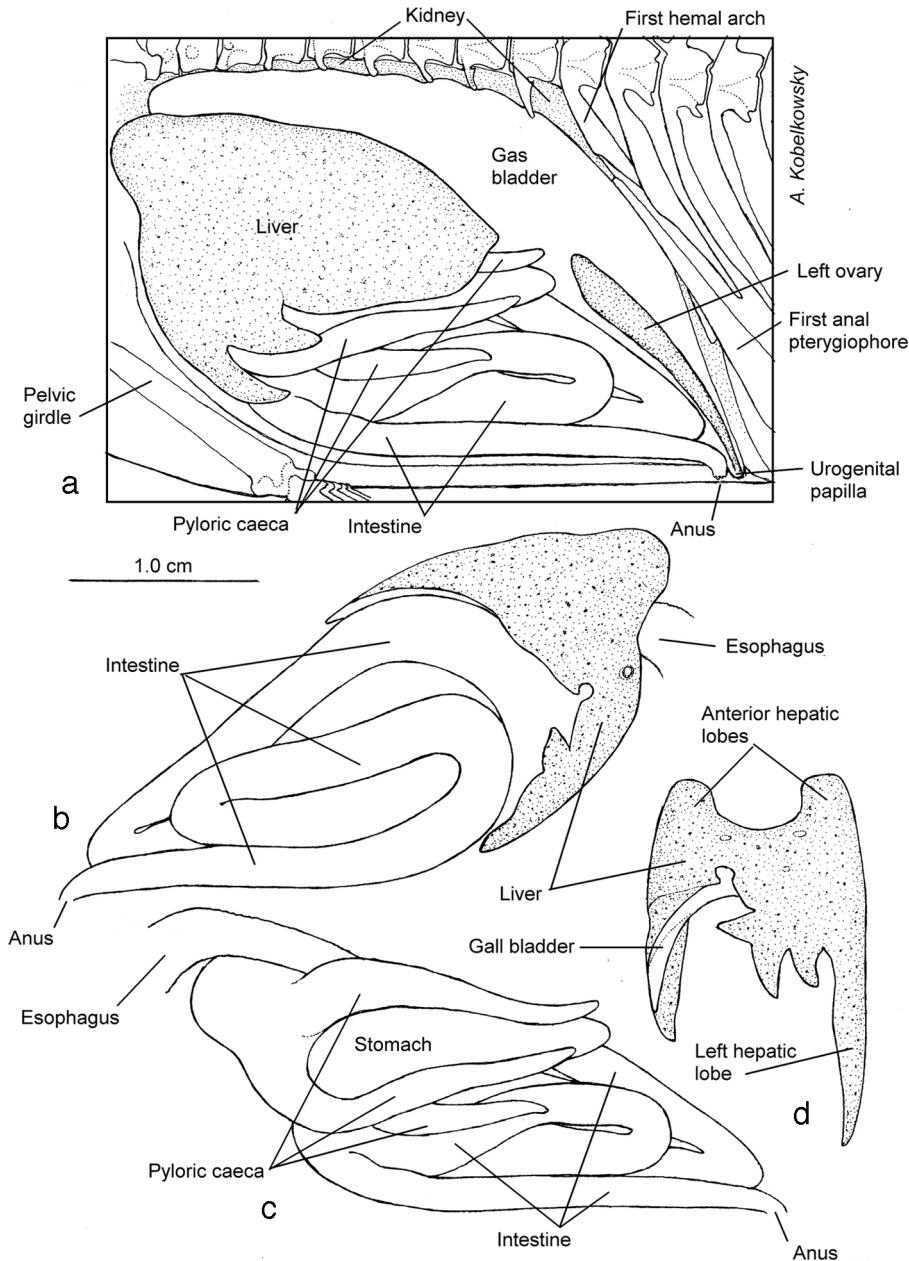 Kidney
First hemal arch
A. Kobelkowsky
Gas
bladder
Liver
Left ovary
First anal
pterygiophore
Pelvic
girdle
a
Urogenital
papilla
Pyloric caeca
Intestine
Anus
1.0 cm
Esophagus
Intestine
Anterior hepatic
lobes
b
Liver
Anus
Gall bladder
Esophagus
Stomach
Left hepatic
lobe
d
Pyloric caeca
c
Intestine
Anus